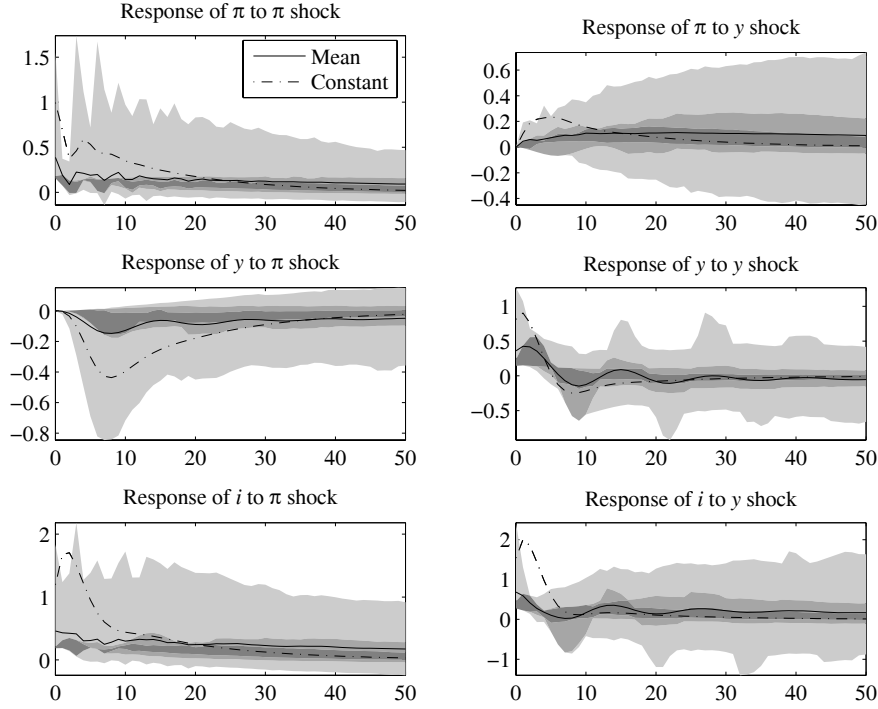 Response of π to π shock
1.5
1
0.5
0
Mean
Constant
0 10 20 30 40 50
Response of π to y shock
0.6
0.4
0.2
0
−0.2
−0.4
0 10 20 30 40 50
Response of y to π shock
0
−0.2
−0.4
−0.6
−0.8
0 10 20 30 40 50
Response of y to y shock
1
0.5
0
−0.5
0 10 20 30 40 50
Response of i to π shock
2
1
0
0 10 20 30 40 50
Response of i to y shock
2
1
0
−1
0 10 20 30 40 50